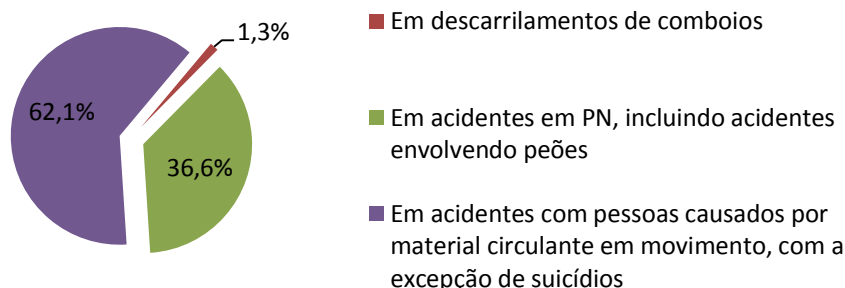 1,3%
62,1%
36,6%
Em descarrilamentos de comboios
Em acidentes em PN, incluindo acidentes
envolvendo peões
Em acidentes com pessoas causados por
material circulante em movimento, com a
excepção de suicídios